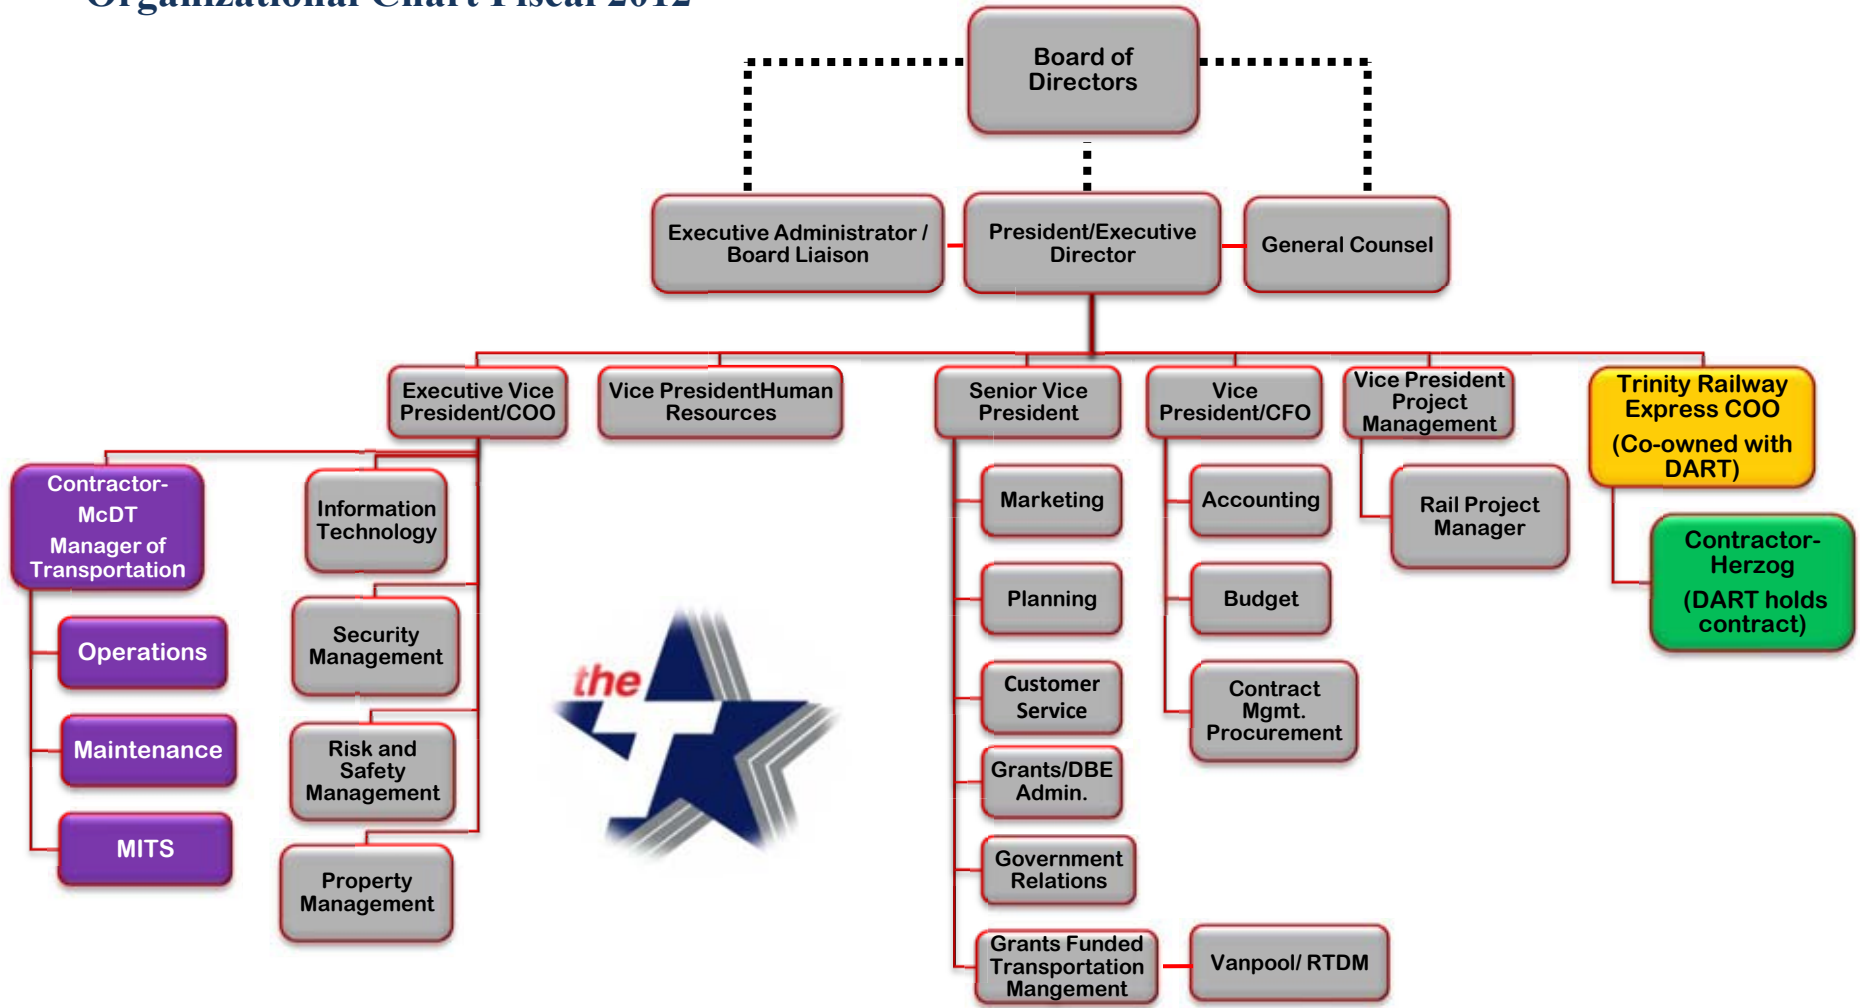 Organizational Chart Fiscal 2012
Board of
Directors
Executive Administrator /
Board Liaison
President/Executive
Director
General Counsel
Executive Vice
President/COO
Vice PresidentHuman
Resources
Senior Vice
President
Vice
President/CFO
Vice President
Project
Management
Trinity Railway
Express COO
(Co-owned with
DART)
Contractor-
McDT
Manager of
Transportation
Operations
Maintenance
MITS
Information
Technology
Security
Management
Risk and
Safety
Management
Property
Management
the
T
Marketing
Planning
Customer
Service
Grants/DBE
Admin.
Government
Relations
Grants Funded
Transportation
Mangement
Vanpool/ RTDM
Accounting
Budget
Contract
Mgmt.
Procurement
Rail Project
Manager
Contractor-
Herzog
(DART holds
contract)